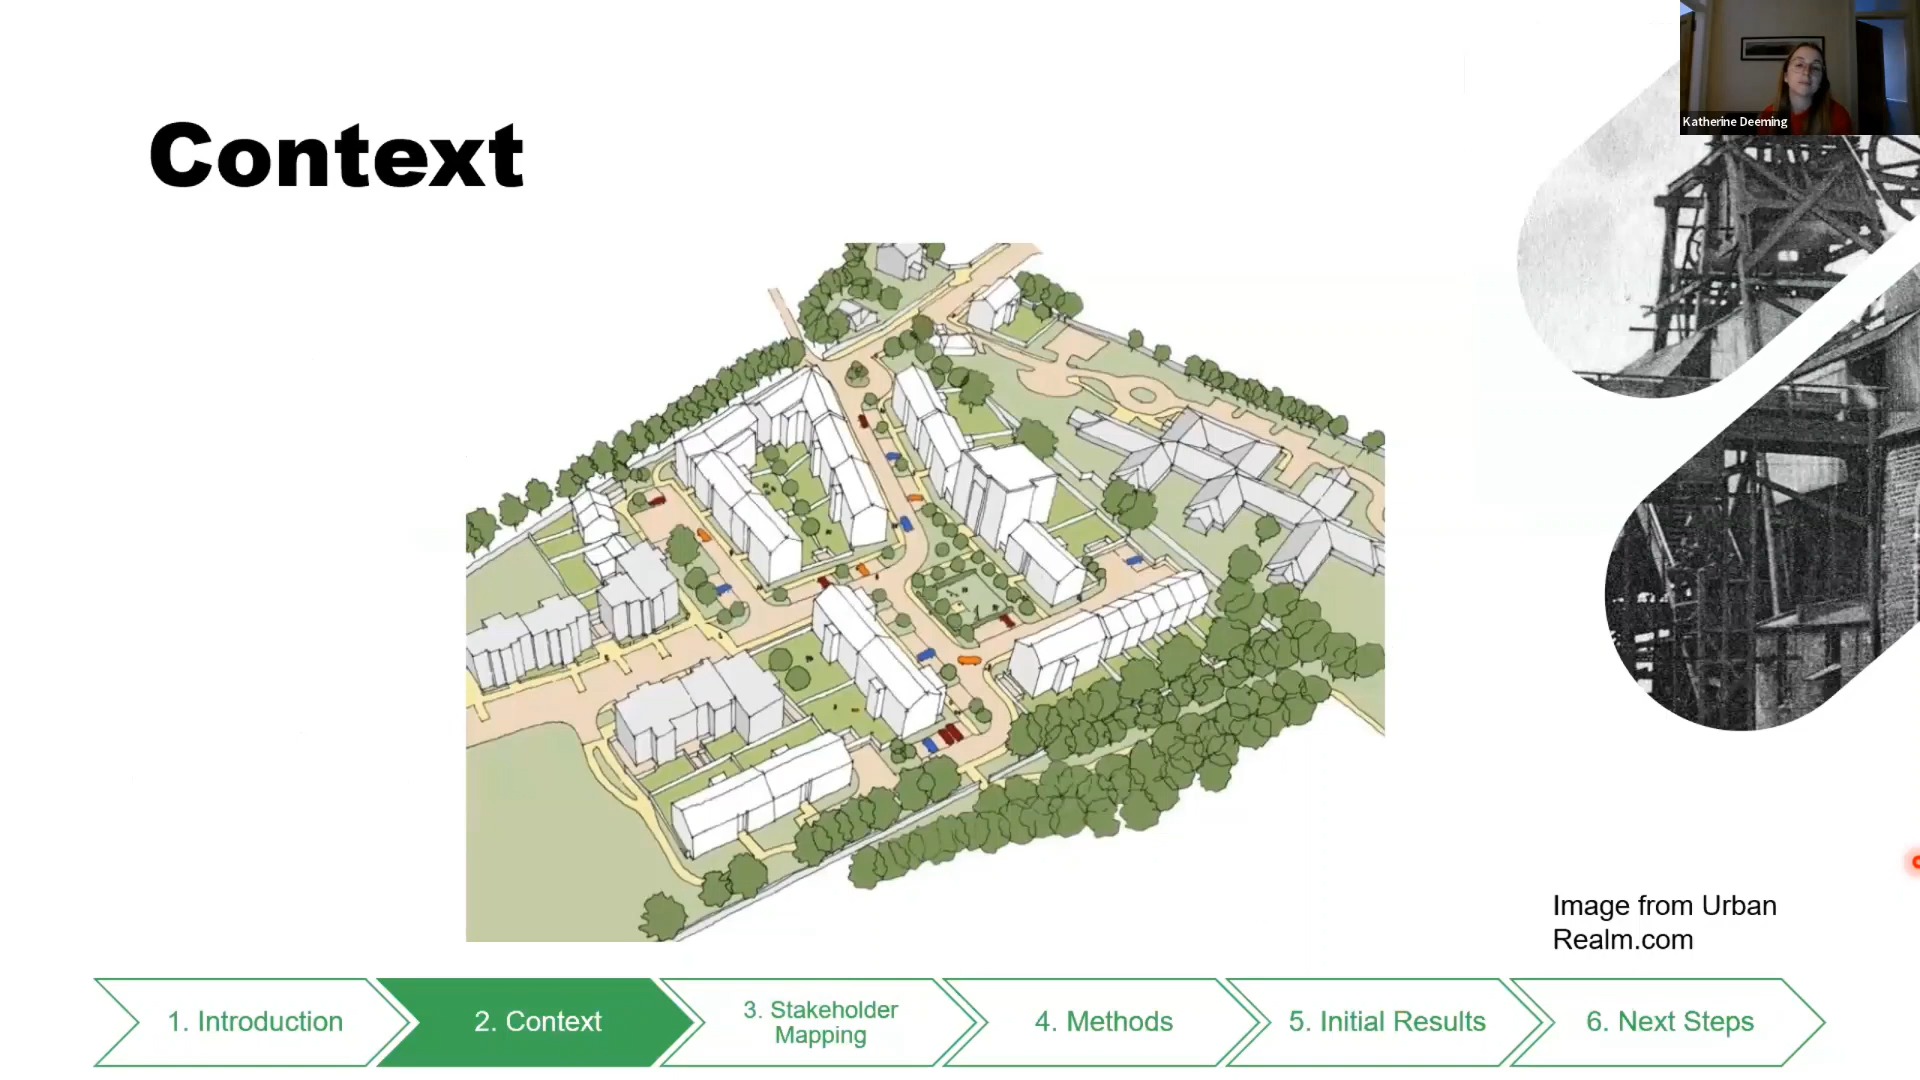 Katherine Deeming
Context
Image from Urban
Realm.com
1. Introduction
2. Context
3. Stakeholder
Mapping
4. Methods
5. Initial Results
6. Next Steps